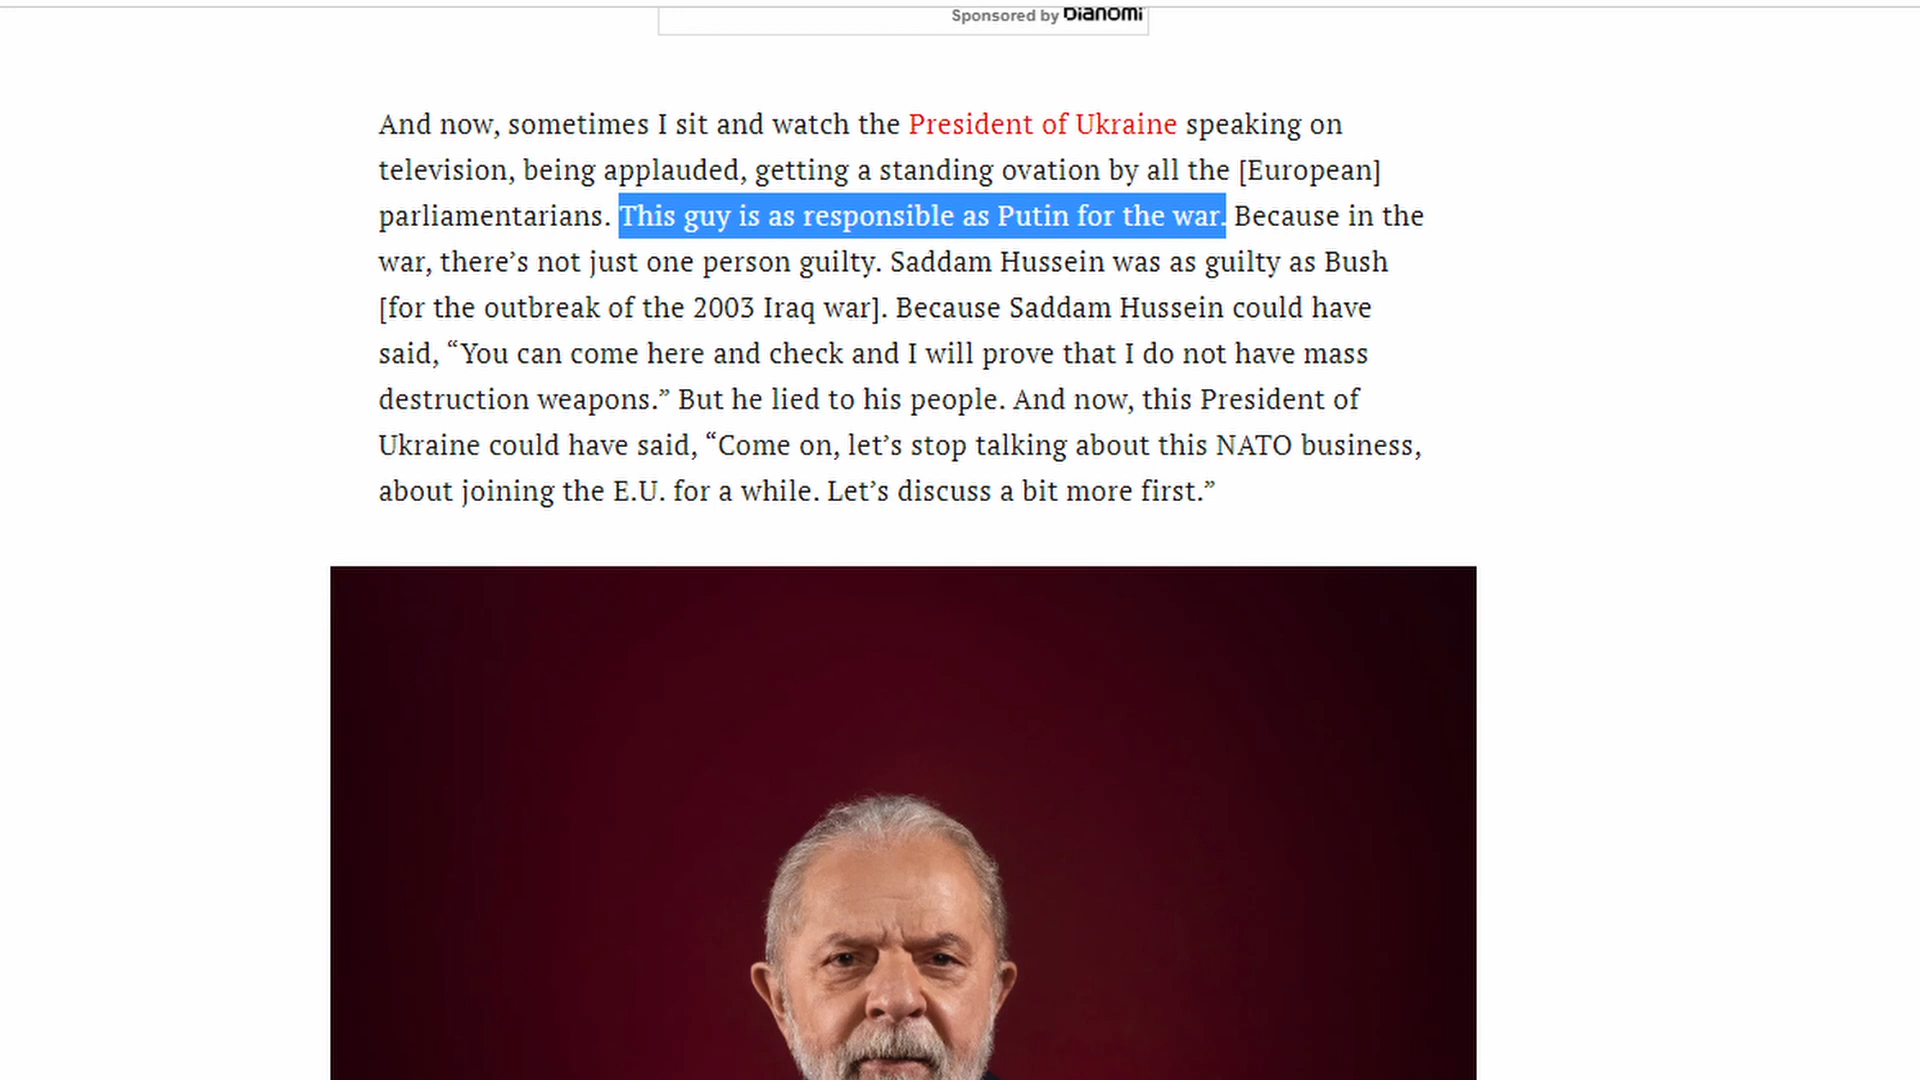 Sponsored by Dianomi
And now, sometimes I sit and watch the President of Ukraine speaking on
television, being applauded, getting a standing ovation by all the [European]
parliamentarians. This guy is as responsible as Putin for the war. Because in the
war, there’s not just one person guilty. Saddam Hussein was as guilty as Bush
[for the outbreak of the 2003 Iraq war]. Because Saddam Hussein could have
said, “You can come here and check and I will prove that I do not have mass
destruction weapons.” But he lied to his people. And now, this President of
Ukraine could have said, “Come on, let’s stop talking about this NATO business,
about joining the E.U. for a while. Let’s discuss a bit more first.”